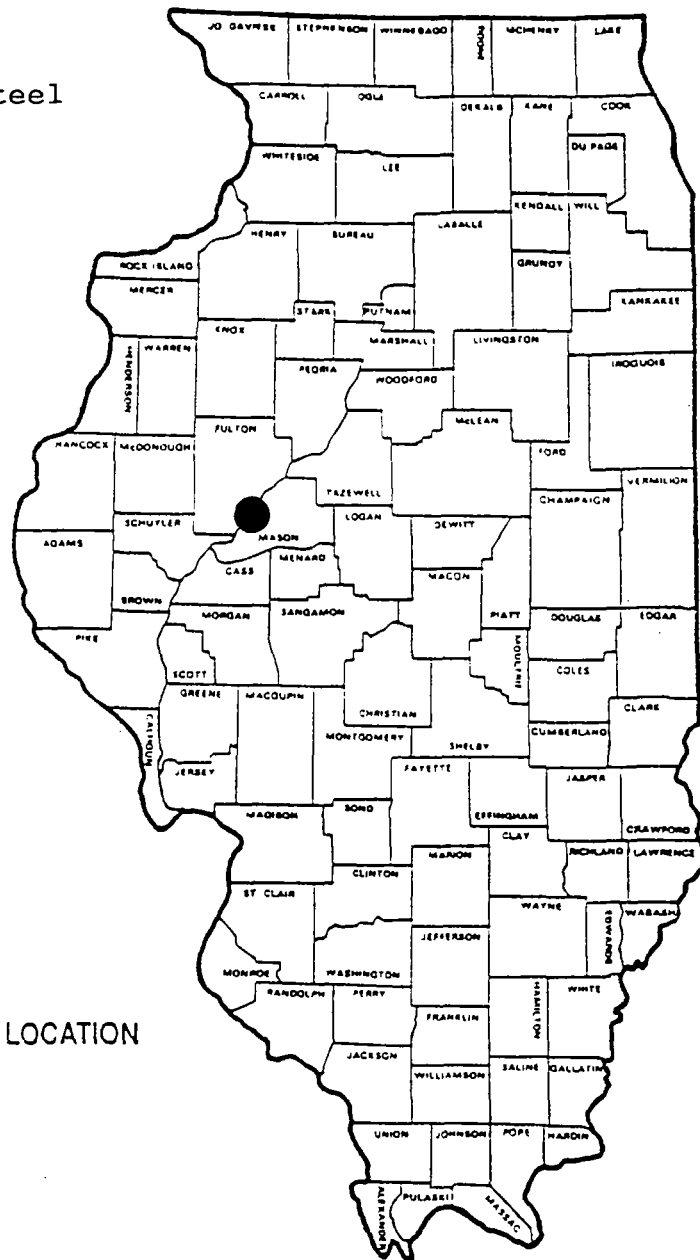 teel
JO DAVIESS STEPHENSON WINNEBAGO BOONE MCHENRY LAKE
CARROLL OGLE DEKALB KANE COOK
DU PAGE
WHITESIDE LEE
KENDALL WILL
HENRY BUREAU LASALLE
ROCK ISLAND GRUNDY
MERCER KANKAKEE
STARK PUTNAM
KNOX MARSHALL LIVINGSTON
HENDERSON WARREN PEORIA IROQUOIS
WOODFORD
FULTON McLEAN
HANCOCK McDONOUGH FORD
VERMILION
TAZEWELL CHAMPAIGN
SCHUYLER LOGAN DEWITT
ADAMS MASON
CASS MENARD MACON
BROWN PIATT
MORGAN SANGAMON DOUGLAS EDGAR
PIKE MOULTRIE
SCOTT COLES
GREENE MACOUPIN
CHRISTIAN CLARK
CALHOUN MONTGOMERY CUMBERLAND
SHELBY
JERSEY FAYETTE JASPER
MADISON BOND EFFINGHAM CRAWFORD
CLAY
MARION RICHLAND LAWRENCE
CLINTON
ST. CLAIR WAYNE EDWARDS WABASH
JEFFERSON
MONROE WASHINGTON
RANDOLPH PERRY HAMILTON WHITE
FRANKLIN
LOCATION
JACKSON
WILLIAMSON SALINE GALLATIN
UNION JOHNSON POPE HARDIN
ALEXANDER PULASKI MASSAC